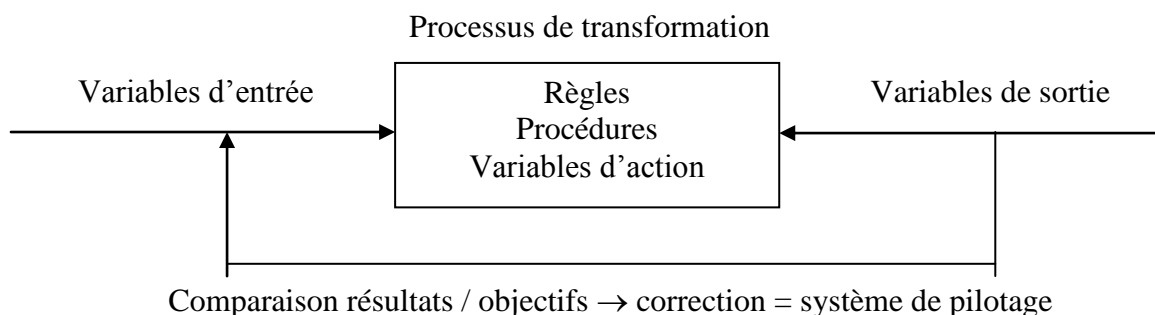 Processus de transformation
Variables d’entrée
Règles
Procédures
Variables d’action
Variables de sortie
Comparaison résultats / objectifs → correction = système de pilotage